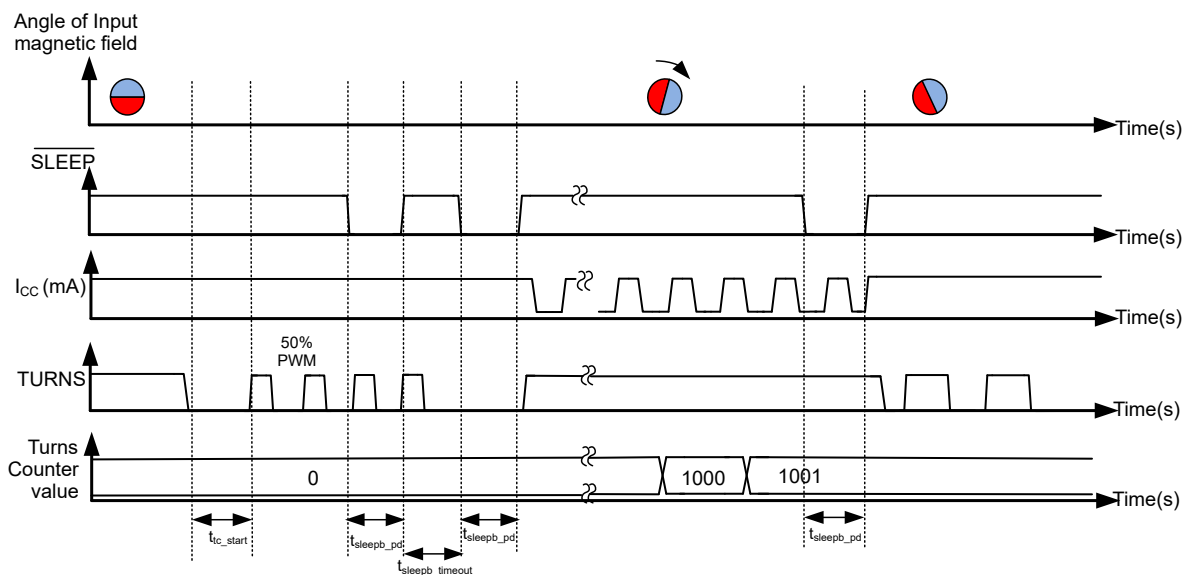 Angle of Input
magnetic field
Time(s)
SLEEP
Time(s)
I_CC (mA)
Time(s)
50%
PWM
TURNS
Time(s)
Turns
Counter
value
0
1000
1001
Time(s)
t_tc_start
t_sleepb_pd
t_sleepb_timeout
t_sleepb_pd
t_sleepb_pd